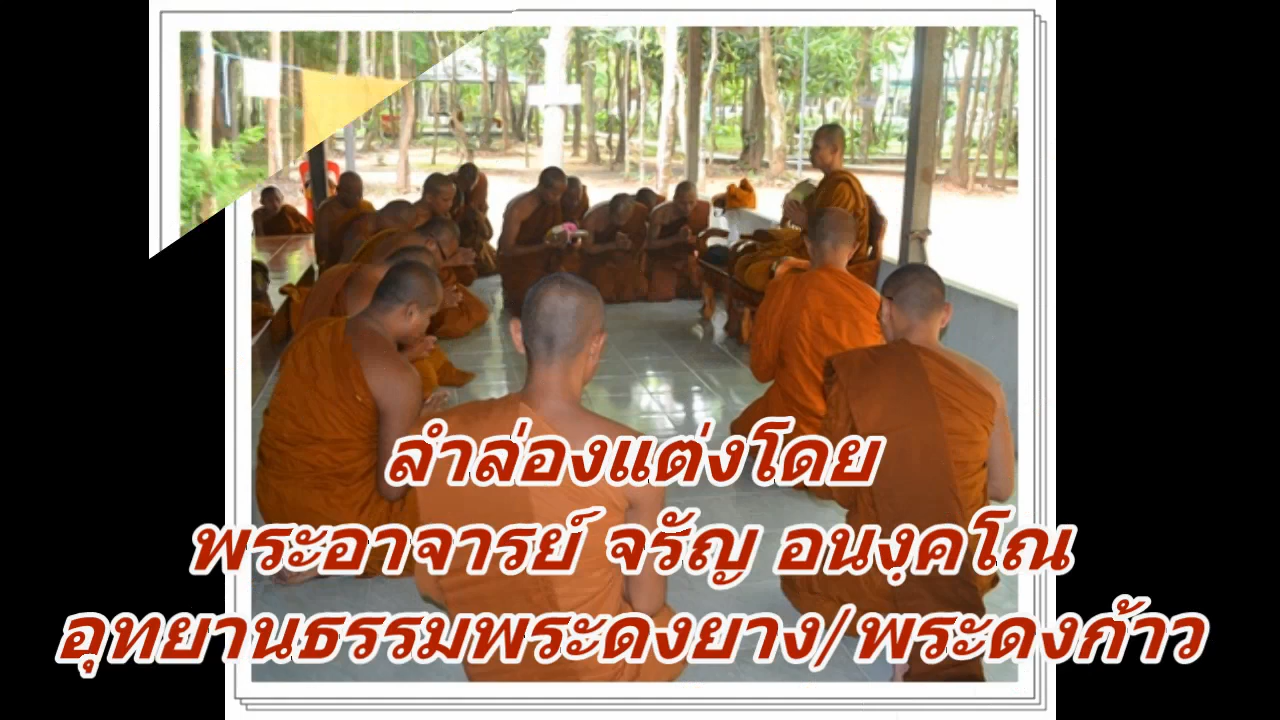 ลำล่องแต่งโดย
พระอาจารย์ จรัญ อนงฺคโณ
อุทยานธรรมพระดงยาง/พระดงก้าว